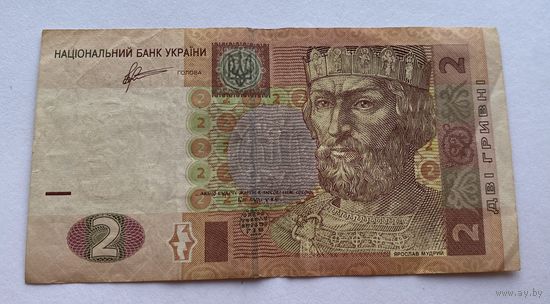 НАЦІОНАЛЬНИЙ БАНК УКРАЇНИ
ГОЛОВА
2
2
ДВІ ГРИВНІ
2
ЯРОСЛАВ МУДРИЙ
www.ay.by